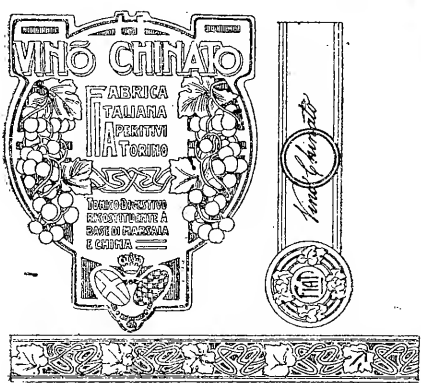 VINO CHINATO
FABRICA
ITALIANA
APERITIVI
A TORINO
TONICO DIGESTIVO
RICOSTITUENTE À
BASE DI MARSALA
E CHINA
Vino Chinato
FIAT